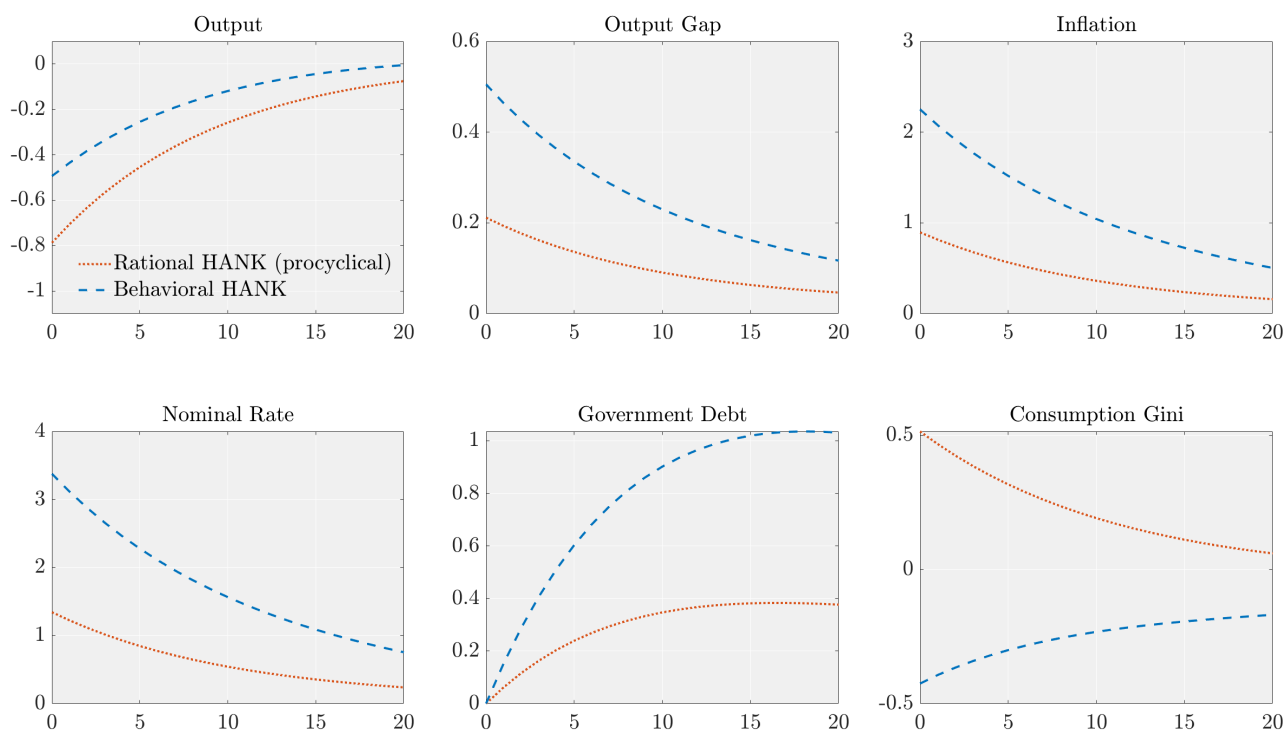 Output
0
-0.2
-0.4
-0.6
-0.8
-1
Rational HANK (procyclical)
Behavioral HANK
0 5 10 15 20
Output Gap
0.6
0.4
0.2
0
0 5 10 15 20
Inflation
3
2
1
0
0 5 10 15 20
Nominal Rate
4
3
2
1
0
0 5 10 15 20
Government Debt
1
0.8
0.6
0.4
0.2
0
0 5 10 15 20
Consumption Gini
0.5
0
-0.5
0 5 10 15 20